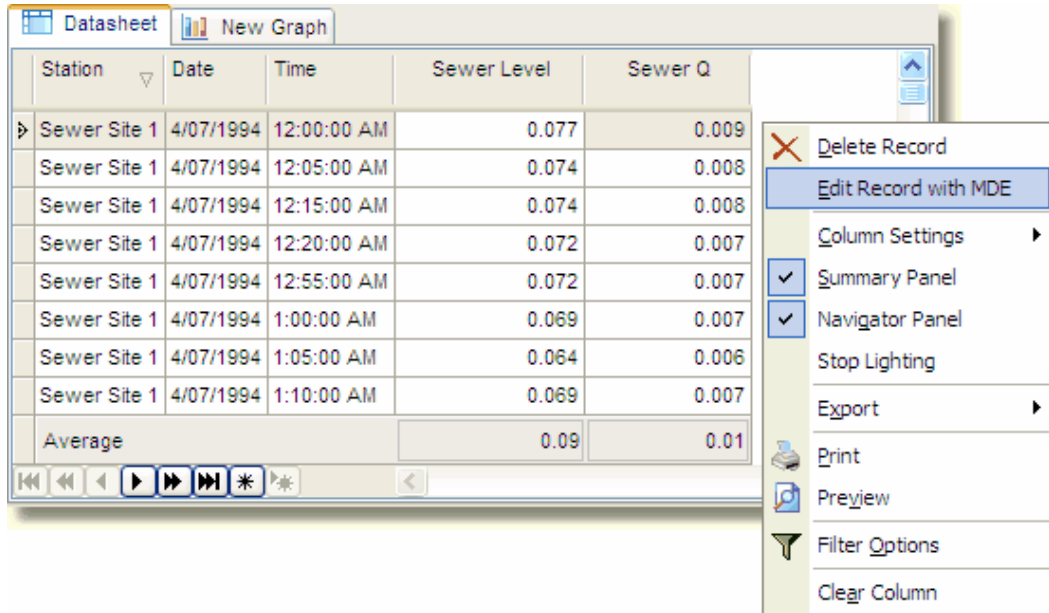 Datasheet New Graph
Station Date Time Sewer Level Sewer Q
Sewer Site 1 4/07/1994 12:00:00 AM 0.077 0.009
Sewer Site 1 4/07/1994 12:05:00 AM 0.074 0.008
Sewer Site 1 4/07/1994 12:15:00 AM 0.074 0.008
Sewer Site 1 4/07/1994 12:20:00 AM 0.072 0.007
Sewer Site 1 4/07/1994 12:55:00 AM 0.072 0.007
Sewer Site 1 4/07/1994 1:00:00 AM 0.069 0.007
Sewer Site 1 4/07/1994 1:05:00 AM 0.064 0.006
Sewer Site 1 4/07/1994 1:10:00 AM 0.069 0.007
Average 0.09 0.01
Delete Record
Edit Record with MDE
Column Settings
Summary Panel
Navigator Panel
Stop Lighting
Export
Print
Preview
Filter Options
Clear Column